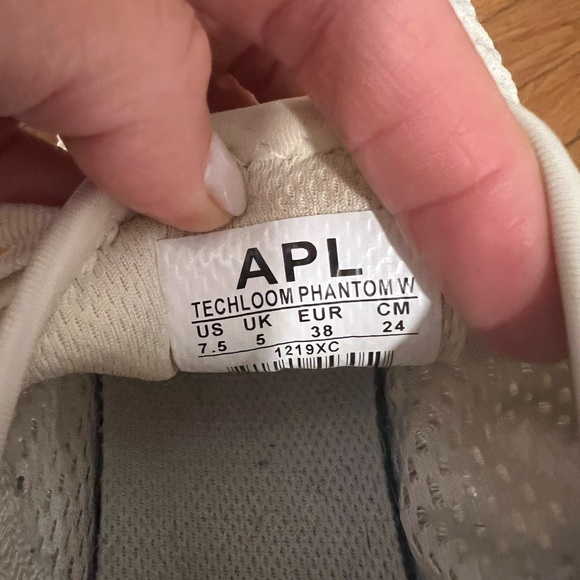 APL
TECHLOOM PHANTOM W
US UK EUR CM
7.5 5 38 24
1219XC